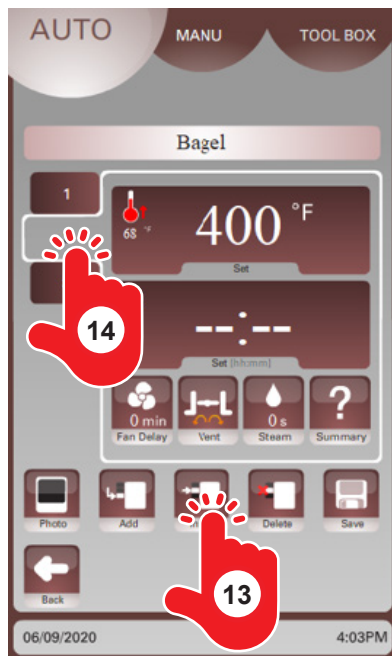 AUTO MANU TOOL BOX
Bagel
1
68 °F
400 °F
Set
--:--
Set [hh:mm]
14
0 min
Fan Delay
Vent
0 s
Steam
?
Summary
Photo
Add
Delete
Save
13
Back
06/09/2020 4:03PM